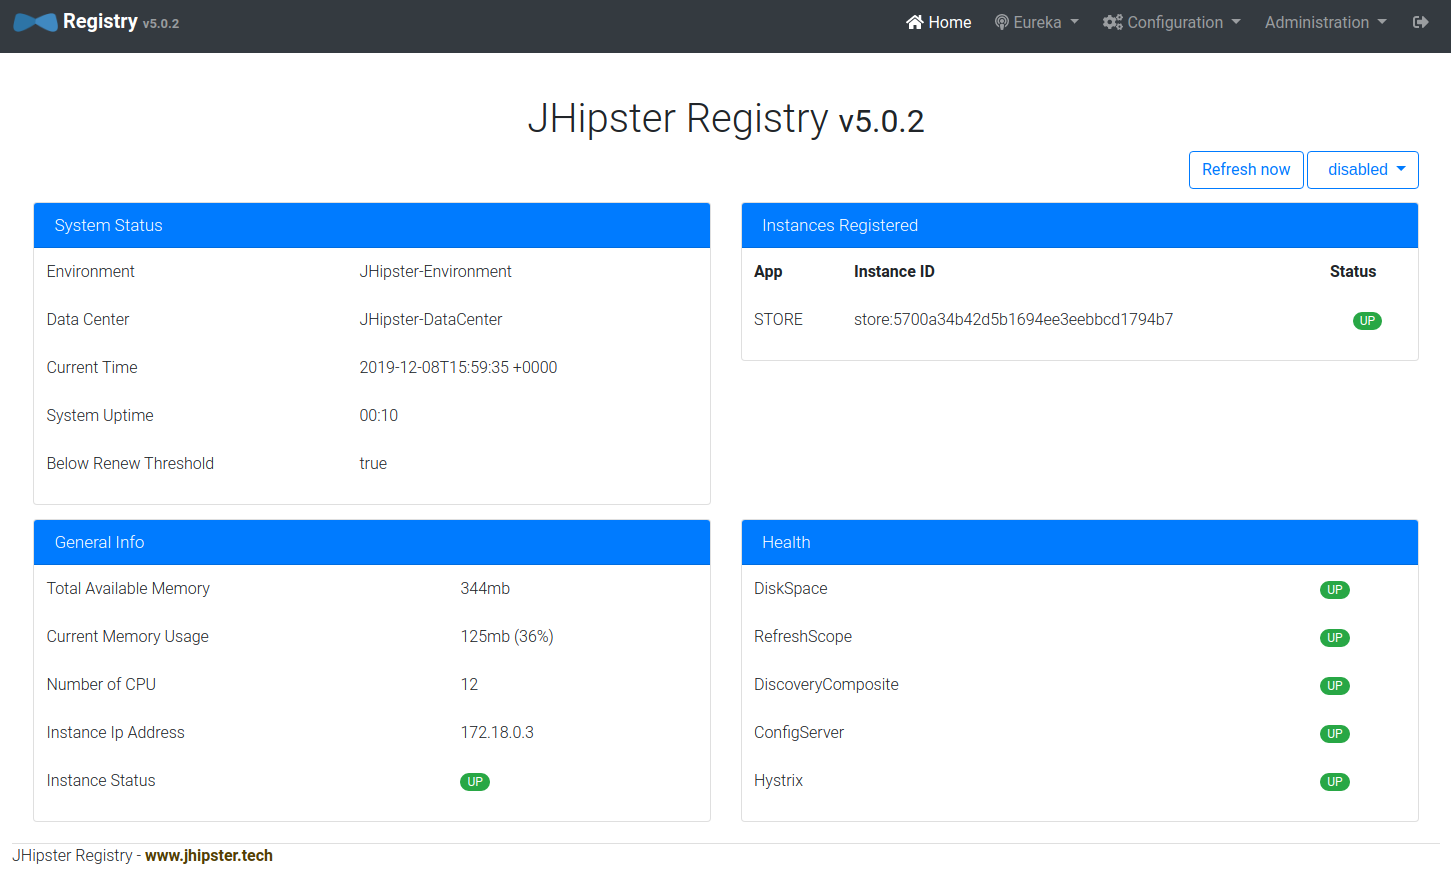 Registry v5.0.2
Home Eureka Configuration Administration
JHipster Registry v5.0.2
Refresh now disabled
System Status
Environment JHipster-Environment
Data Center JHipster-DataCenter
Current Time 2019-12-08T15:59:35 +0000
System Uptime 00:10
Below Renew Threshold true
Instances Registered
App Instance ID Status
STORE store:5700a34b42d5b1694ee3eebbcd1794b7 UP
General Info
Total Available Memory 344mb
Current Memory Usage 125mb (36%)
Number of CPU 12
Instance Ip Address 172.18.0.3
Instance Status UP
Health
DiskSpace UP
RefreshScope UP
DiscoveryComposite UP
ConfigServer UP
Hystrix UP
JHipster Registry - www.jhipster.tech